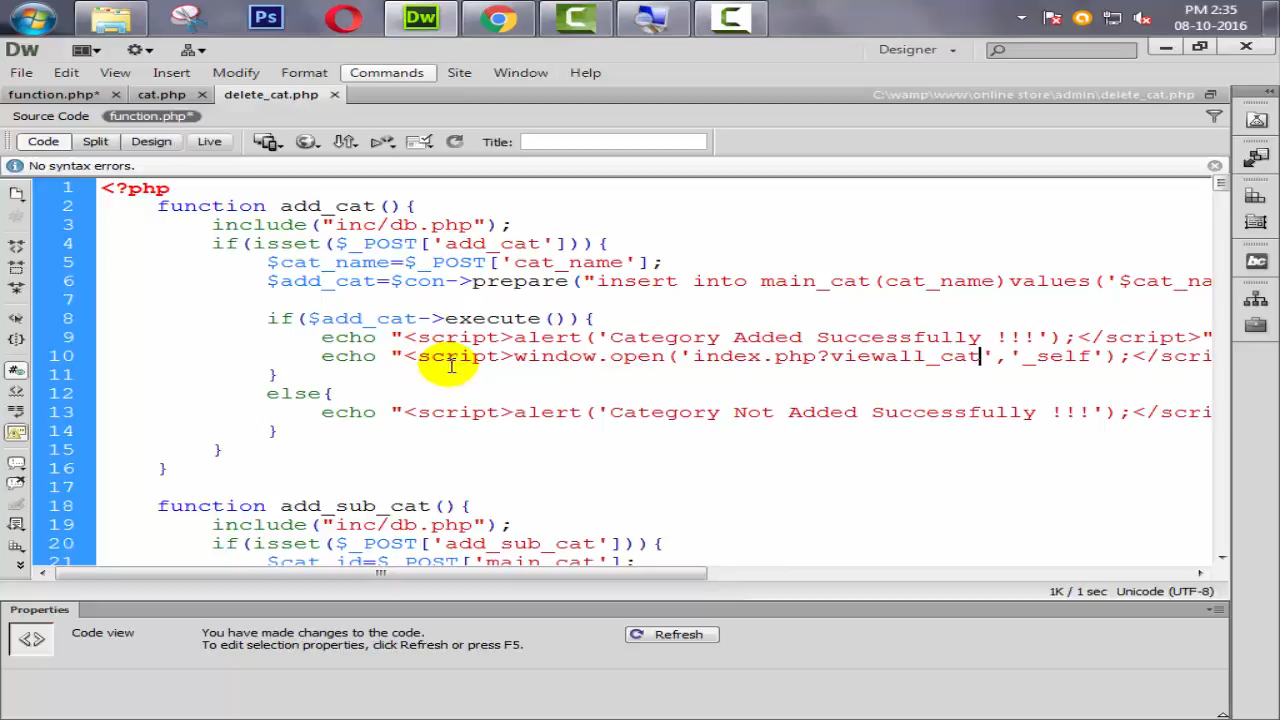 Ps
Dw
PM 2:35
08-10-2016
Dw
Designer
File Edit View Insert Modify Format Commands Site Window Help
function.php* × cat.php × delete_cat.php × C:\wamp\www\online store\admin\delete_cat.php
Source Code function.php*
Code Split Design Live Title:
No syntax errors.
1 <?php
2 function add_cat(){
3 include("inc/db.php");
4 if(isset($_POST['add_cat'])){
5 $cat_name=$_POST['cat_name'];
6 $add_cat=$con->prepare("insert into main_cat(cat_name)values('$cat_na
7
8 if($add_cat->execute()){
9 echo "<script>alert('Category Added Successfully !!!');</script>"
10 echo "<script>window.open('index.php?viewall_cat','_self');</scri
11 }
12 else{
13 echo "<script>alert('Category Not Added Successfully !!!');</scri
14 }
15 }
16 }
17
18 function add_sub_cat(){
19 include("inc/db.php");
20 if(isset($_POST['add_sub_cat'])){
21 $cat_id=$_POST['main_cat'];
1K / 1 sec Unicode (UTF-8)
Properties
Code view You have made changes to the code. Refresh
To edit selection properties, click Refresh or press F5.
bc